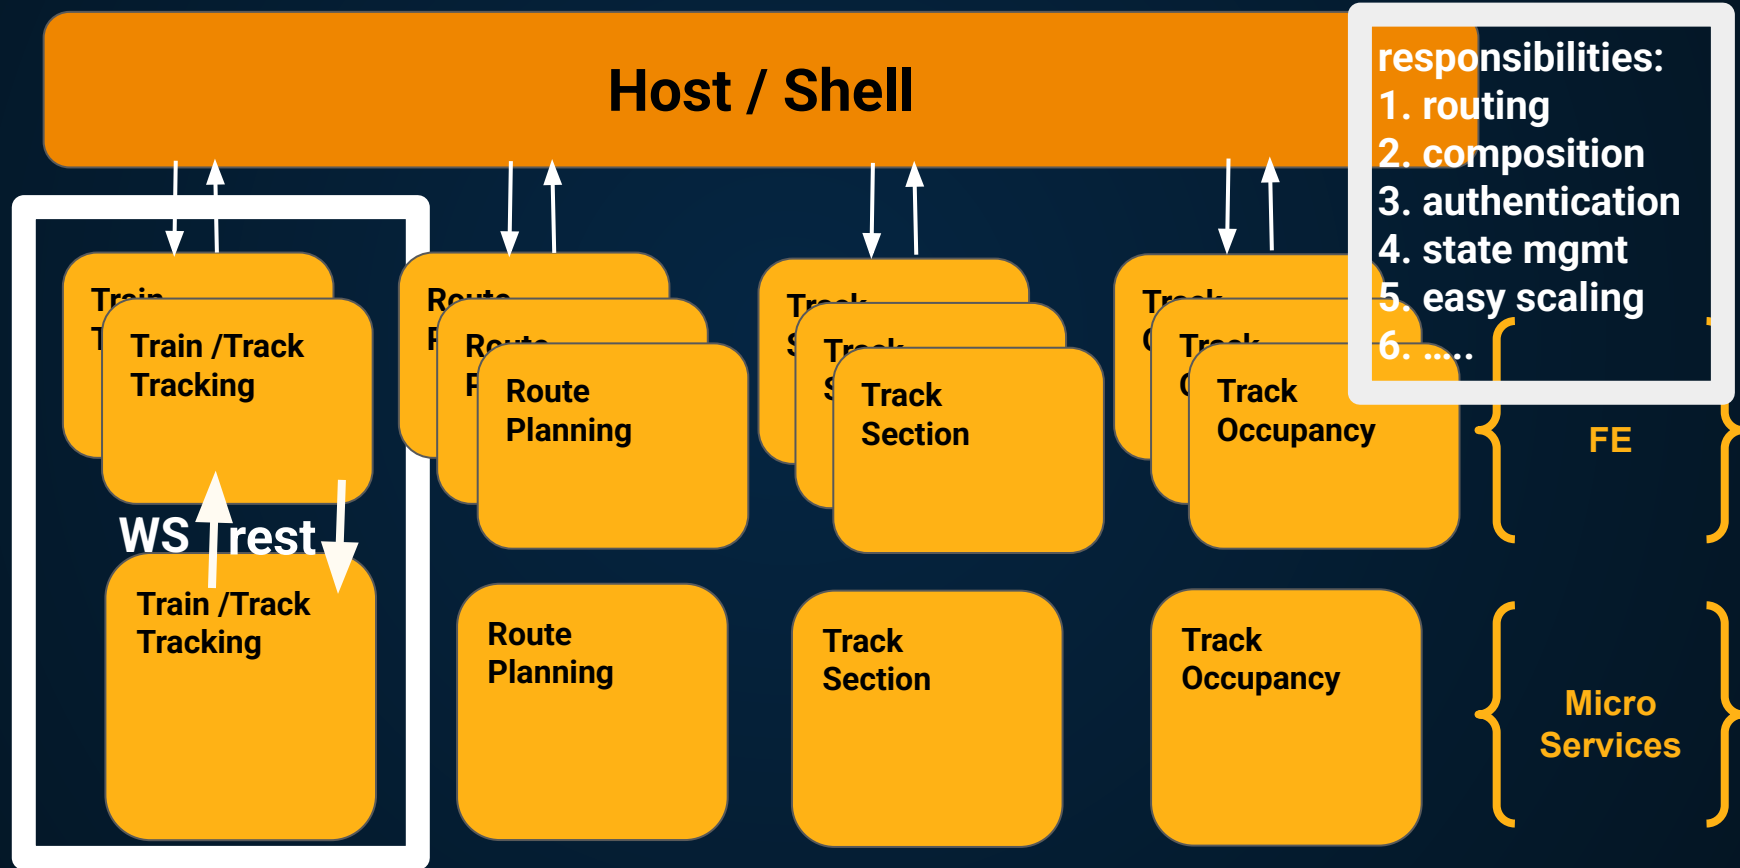 Host / Shell
responsibilities:
1. routing
2. composition
3. authentication
4. state mgmt
5. easy scaling
6. .....
Train
Train /Track
Tracking
Route
Route
Route
Planning
Track
Track
Track
Section
Track
Track
Track
Occupancy
FE
WS
rest
Train /Track
Tracking
Route
Planning
Track
Section
Track
Occupancy
Micro
Services